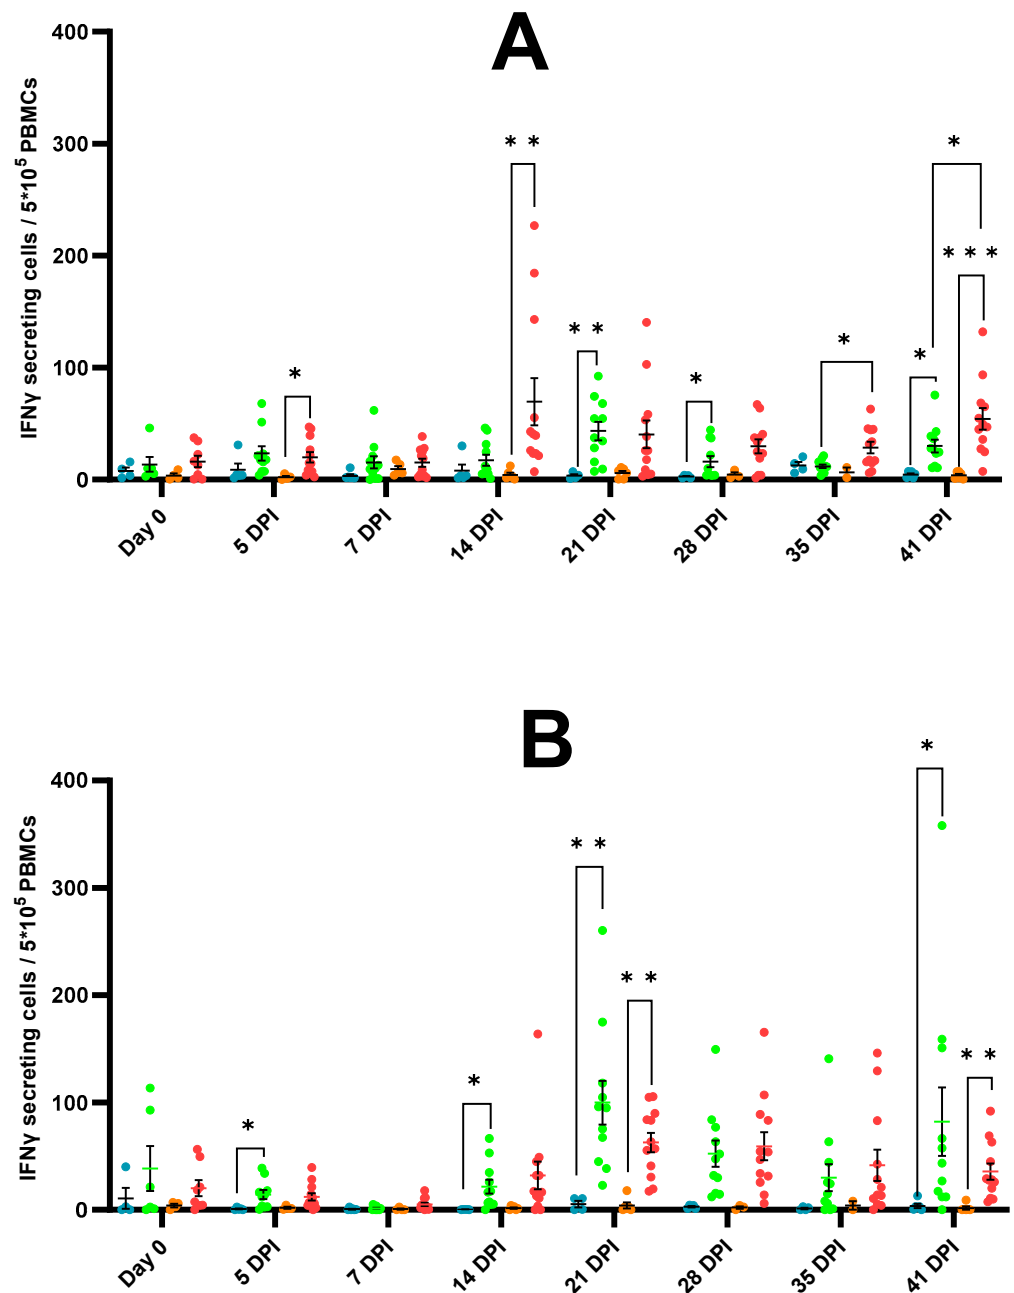 A
400
300
200
100
0
IFNγ secreting cells / 5*10⁵ PBMCs
* *
*
* * *
* *
*
*
*
*
Day 0
5 DPI
7 DPI
14 DPI
21 DPI
28 DPI
35 DPI
41 DPI
B
400
300
200
100
0
IFNγ secreting cells / 5*10⁵ PBMCs
*
* *
* *
* *
*
*
Day 0
5 DPI
7 DPI
14 DPI
21 DPI
28 DPI
35 DPI
41 DPI